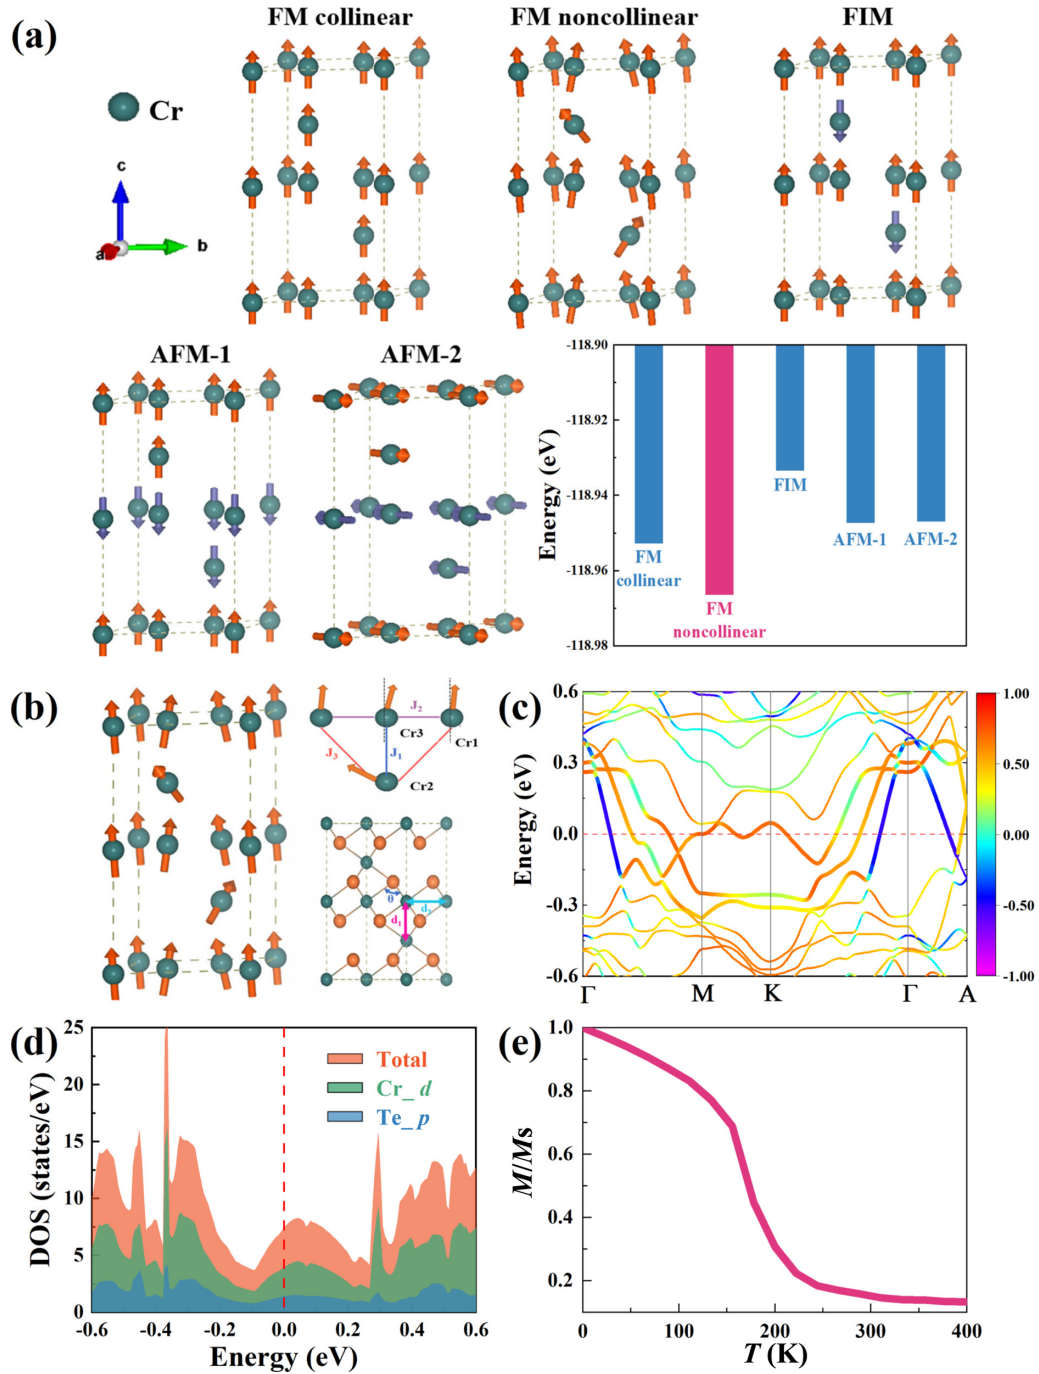 (a)
FM collinear
FM noncollinear
FIM
Cr
c
b
a
AFM-1
AFM-2
Energy (eV)
-118.90
-118.92
-118.94
-118.96
-118.98
FM
collinear
FM
noncollinear
FIM
AFM-1
AFM-2
(b)
J₂
Cr3
Cr1
J₃
J₁
Cr2
θ
d₁
(c)
Energy (eV)
0.6
0.3
0.0
-0.3
-0.6
Γ
M
K
Γ
A
1.00
0.50
0.00
-0.50
-1.00
(d)
DOS (states/eV)
25
20
15
10
5
0
Total
Cr_d
Te_p
-0.6
-0.4
-0.2
0.0
0.2
0.4
0.6
Energy (eV)
(e)
M/Ms
1.0
0.8
0.6
0.4
0.2
0
100
200
300
400
T (K)